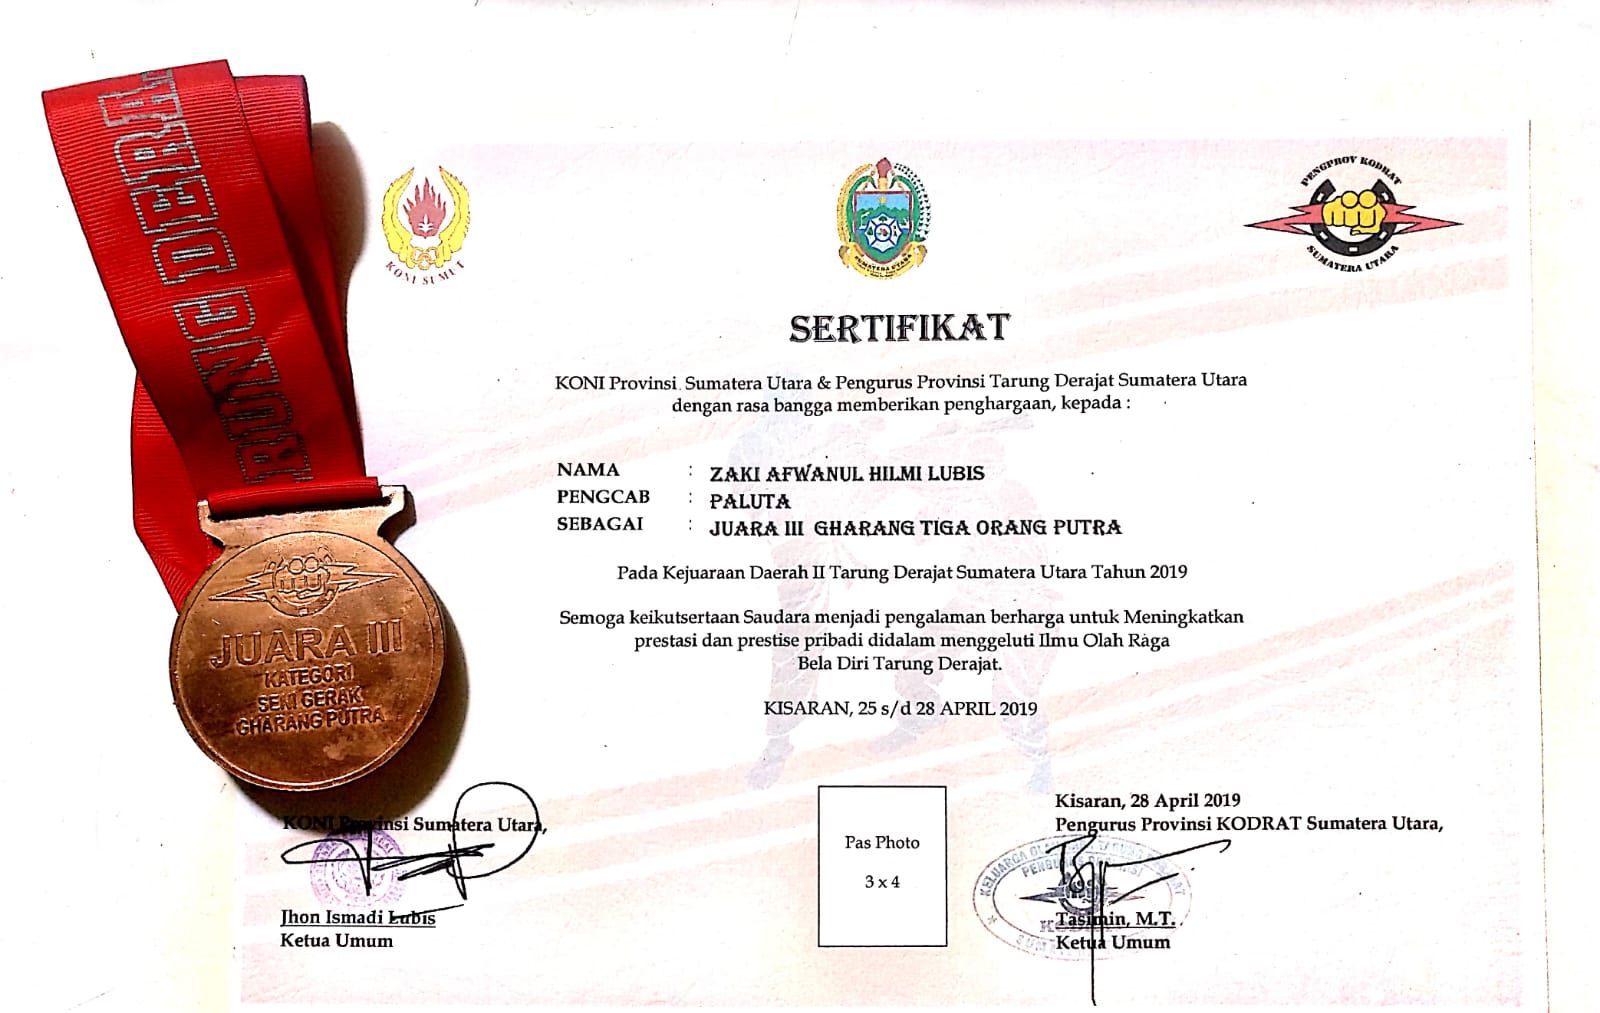 RUNG DERA
KONI SUMUT
SUMATERA UTARA
PENGPROV KODRAT
SUMATERA UTARA
SERTIFIKAT
KONI Provinsi Sumatera Utara & Pengurus Provinsi Tarung Derajat Sumatera Utara
dengan rasa bangga memberikan penghargaan, kepada :
NAMA : ZAKI AFWANUL HILMI LUBIS
PENGCAB : PALUTA
SEBAGAI : JUARA III GHARANG TIGA ORANG PUTRA
Pada Kejuaraan Daerah II Tarung Derajat Sumatera Utara Tahun 2019
Semoga keikutsertaan Saudara menjadi pengalaman berharga untuk Meningkatkan
prestasi dan prestise pribadi didalam menggeluti Ilmu Olah Raga
Bela Diri Tarung Derajat.
KISARAN, 25 s/d 28 APRIL 2019
JUARA III
KATEGORI
SENI GERAK
GHARANG PUTRA
KONI Provinsi Sumatera Utara,
Jhon Ismadi Lubis
Ketua Umum
Pas Photo
3 x 4
Kisaran, 28 April 2019
Pengurus Provinsi KODRAT Sumatera Utara,
KELUARGA OL
PENGURUS
Tasimin, M.T.
Ketua Umum